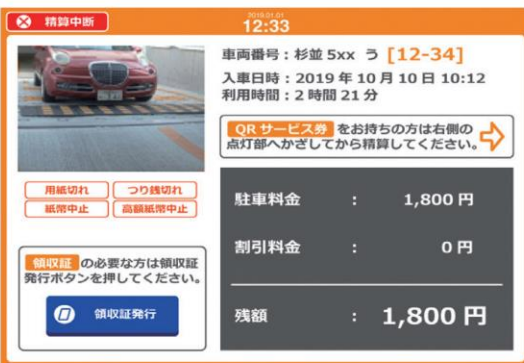 精算中断
2019.01.01
12:33
車両番号：杉並 5xx う [12-34]
入車日時：2019 年 10 月 10 日 10:12
利用時間：2 時間 21 分
QR サービス券 をお持ちの方は右側の
点灯部へかざしてから精算してください。
用紙切れ つり銭切れ
紙幣中止 高額紙幣中止
駐車料金 ： 1,800 円
割引料金 ： 0 円
領収証 の必要な方は領収証
発行ボタンを押してください。
領収証発行
残額 ： 1,800 円